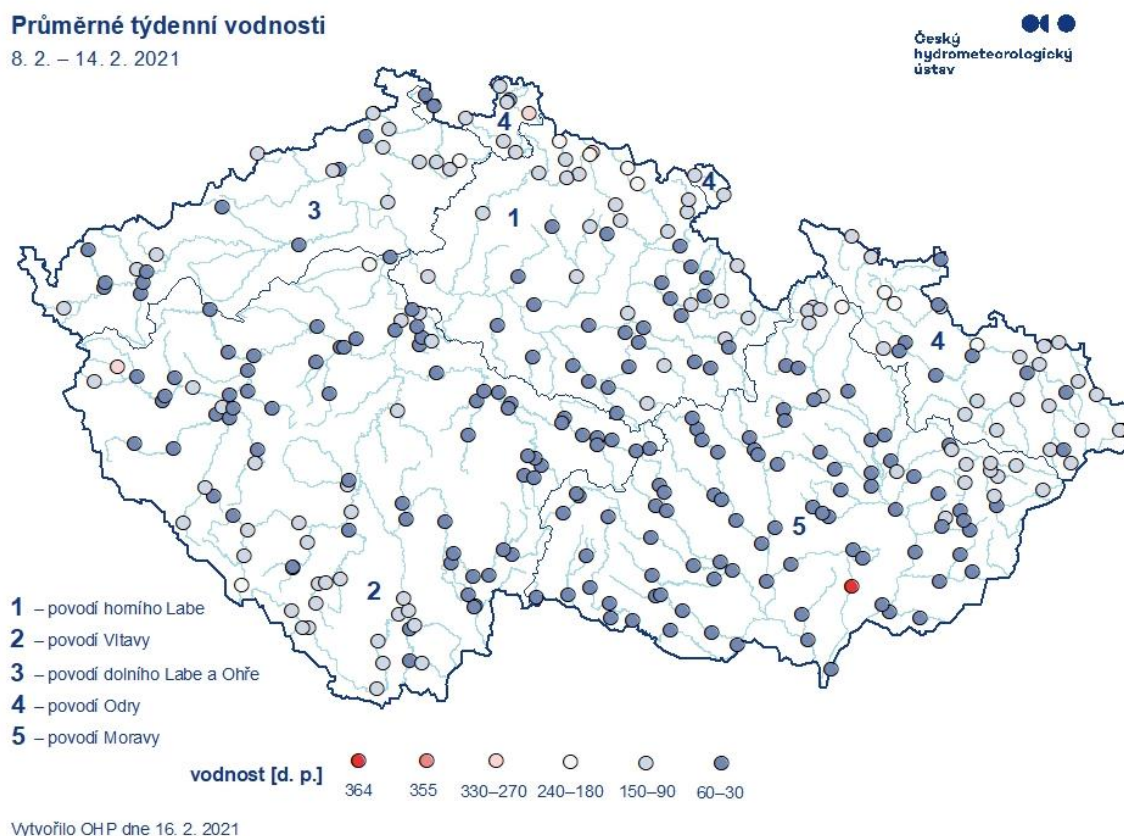 Průměrné týdenní vodnosti
8. 2. – 14. 2. 2021
Český
hydrometeorologický
ústav
4
4
3
1
4
5
2
1 – povodí horního Labe
2 – povodí Vltavy
3 – povodí dolního Labe a Ohře
4 – povodí Odry
5 – povodí Moravy
vodnost [d. p.]
364 355 330–270 240–180 150–90 60–30
Vytvořilo OHP dne 16. 2. 2021